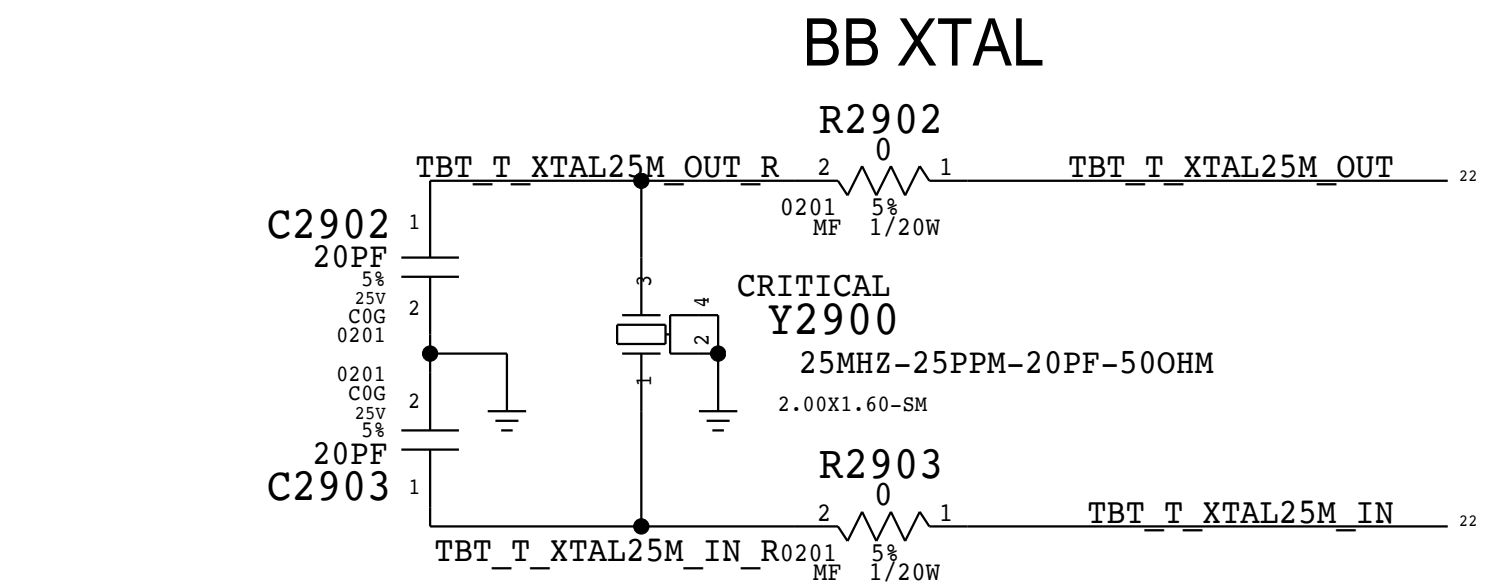 BB XTAL
R2902
0
TBT_T_XTAL25M_OUT_R 2 1 TBT_T_XTAL25M_OUT 22
0201 5%
MF 1/20W
C2902 1
20PF
5%
25V
C0G
0201
2
3
CRITICAL
4
Y2900
2
25MHZ-25PPM-20PF-50OHM
1
2.00X1.60-SM
0201
C0G
25V
5%
2
20PF
C2903 1
R2903
0
2 1 TBT_T_XTAL25M_IN 22
TBT_T_XTAL25M_IN_R
0201 5%
MF 1/20W